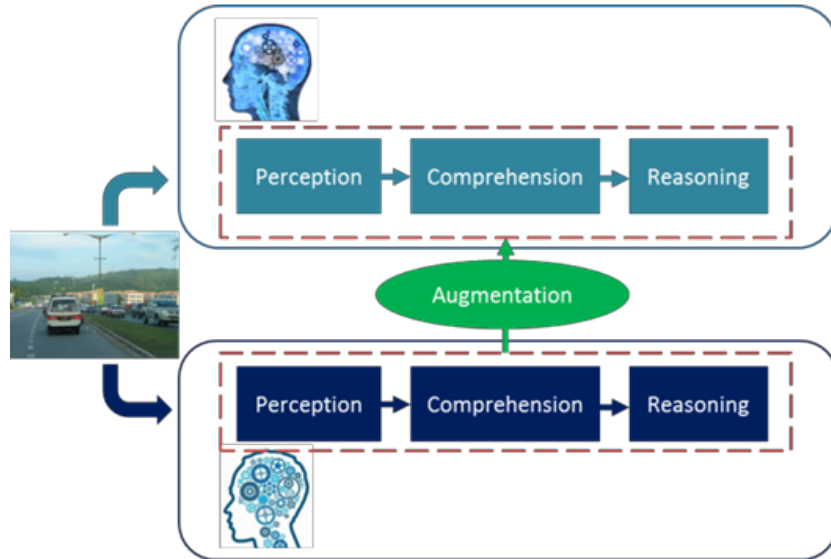 Perception
Comprehension
Reasoning
Augmentation
Perception
Comprehension
Reasoning